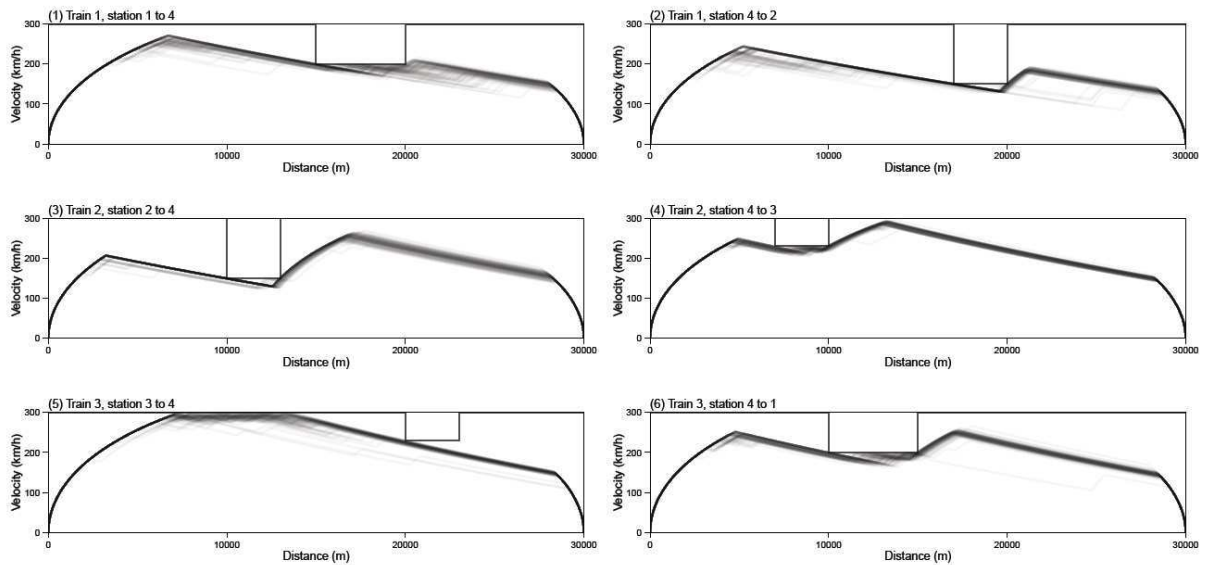 (1) Train 1, station 1 to 4
300
200
100
0
Velocity (km/h)
0 10000 20000 30000
Distance (m)
(2) Train 1, station 4 to 2
300
200
100
0
Velocity (km/h)
0 10000 20000 30000
Distance (m)
(3) Train 2, station 2 to 4
300
200
100
0
Velocity (km/h)
0 10000 20000 30000
Distance (m)
(4) Train 2, station 4 to 3
300
200
100
0
Velocity (km/h)
0 10000 20000 30000
Distance (m)
(5) Train 3, station 3 to 4
300
200
100
0
Velocity (km/h)
0 10000 20000 30000
Distance (m)
(6) Train 3, station 4 to 1
300
200
100
0
Velocity (km/h)
0 10000 20000 30000
Distance (m)